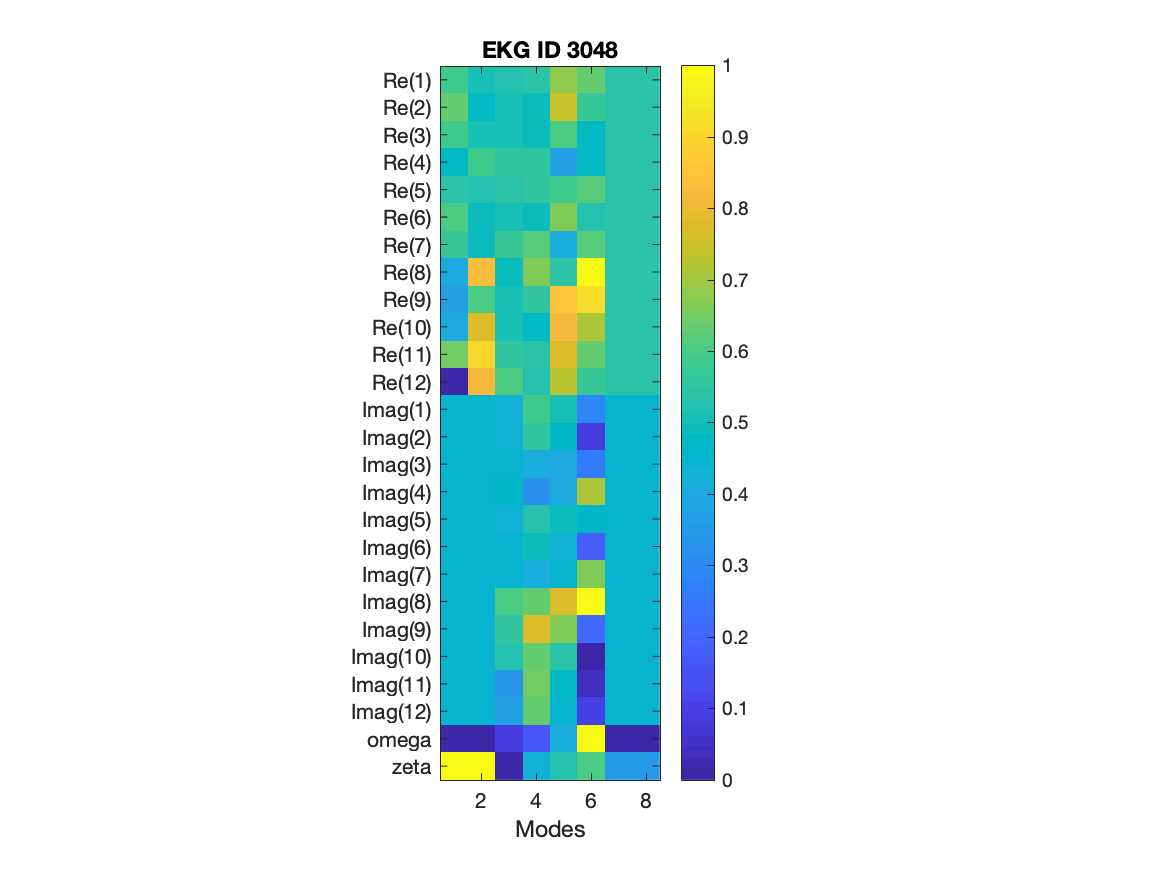 EKG ID 3048
Re(1)
Re(2)
Re(3)
Re(4)
Re(5)
Re(6)
Re(7)
Re(8)
Re(9)
Re(10)
Re(11)
Re(12)
Imag(1)
Imag(2)
Imag(3)
Imag(4)
Imag(5)
Imag(6)
Imag(7)
Imag(8)
Imag(9)
Imag(10)
Imag(11)
Imag(12)
omega
zeta
2 4 6 8
Modes
1
0.9
0.8
0.7
0.6
0.5
0.4
0.3
0.2
0.1
0